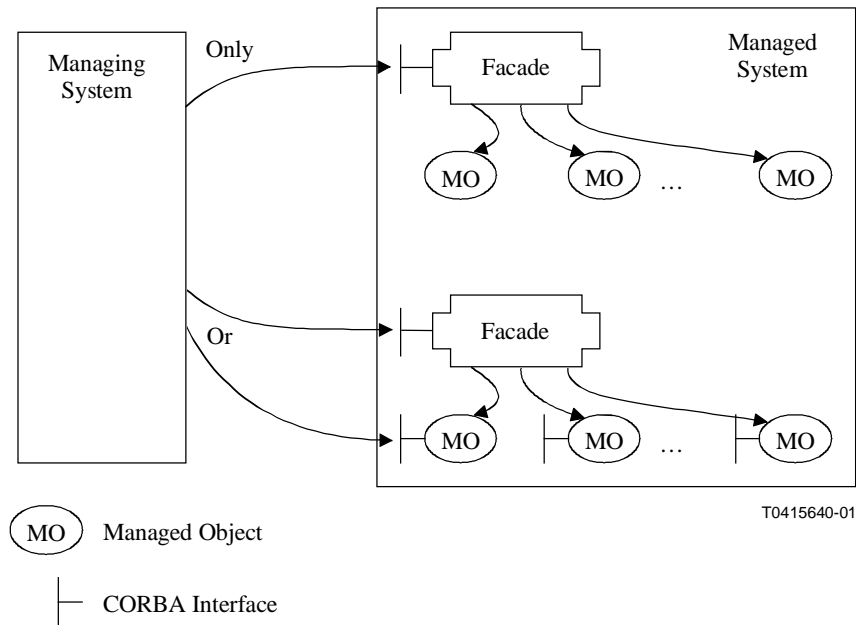 Managing
System
Only
Facade
Managed
System
MO
MO
…
MO
Or
Facade
MO
MO
…
MO
T0415640-01
MO
Managed Object
CORBA Interface